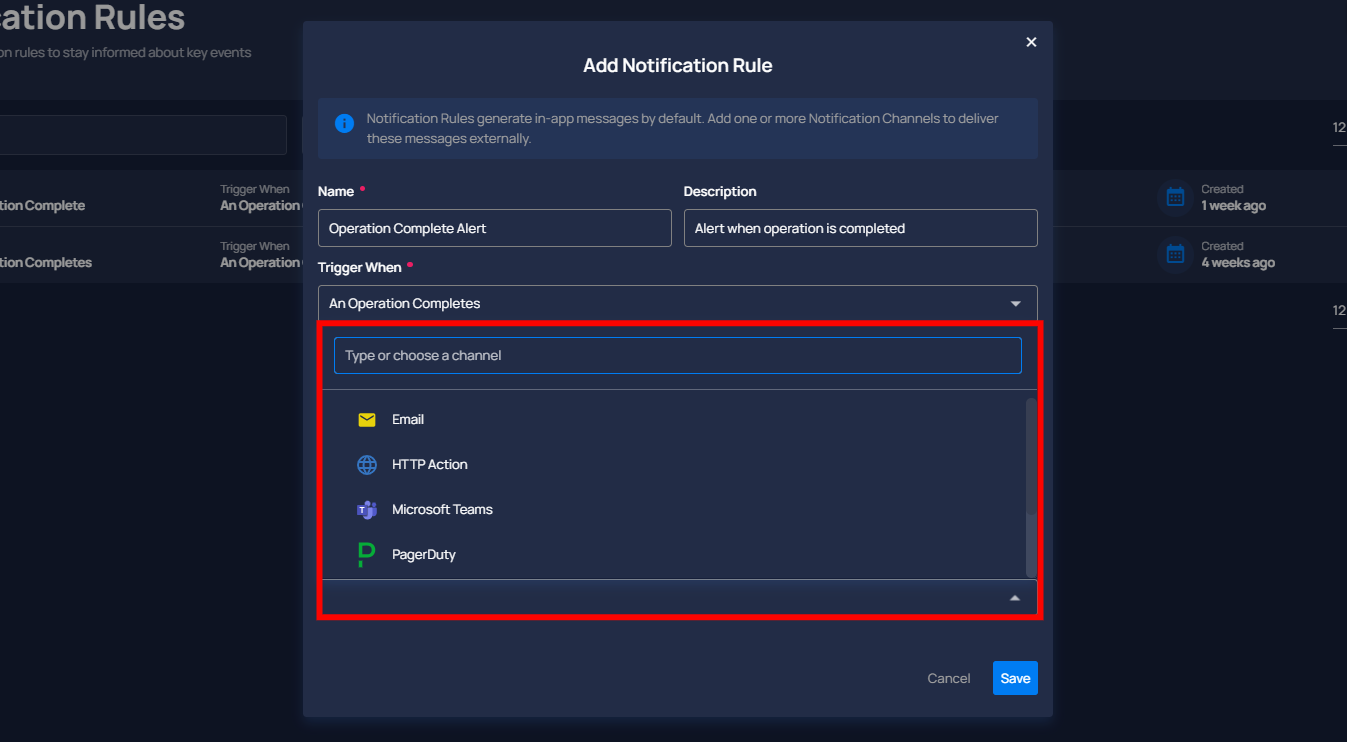 cation Rules
on rules to stay informed about key events
Add Notification Rule
Notification Rules generate in-app messages by default. Add one or more Notification Channels to deliver
these messages externally.
12
Name •
Description
Trigger When
Created
tion Complete
An Operation
1 week ago
Operation Complete Alert
Alert when operation is completed
Trigger When
Created
tion Completes
An Operation
4 weeks ago
Trigger When •
An Operation Completes
12
Type or choose a channel
Email
HTTP Action
Microsoft Teams
PagerDuty
Cancel
Save